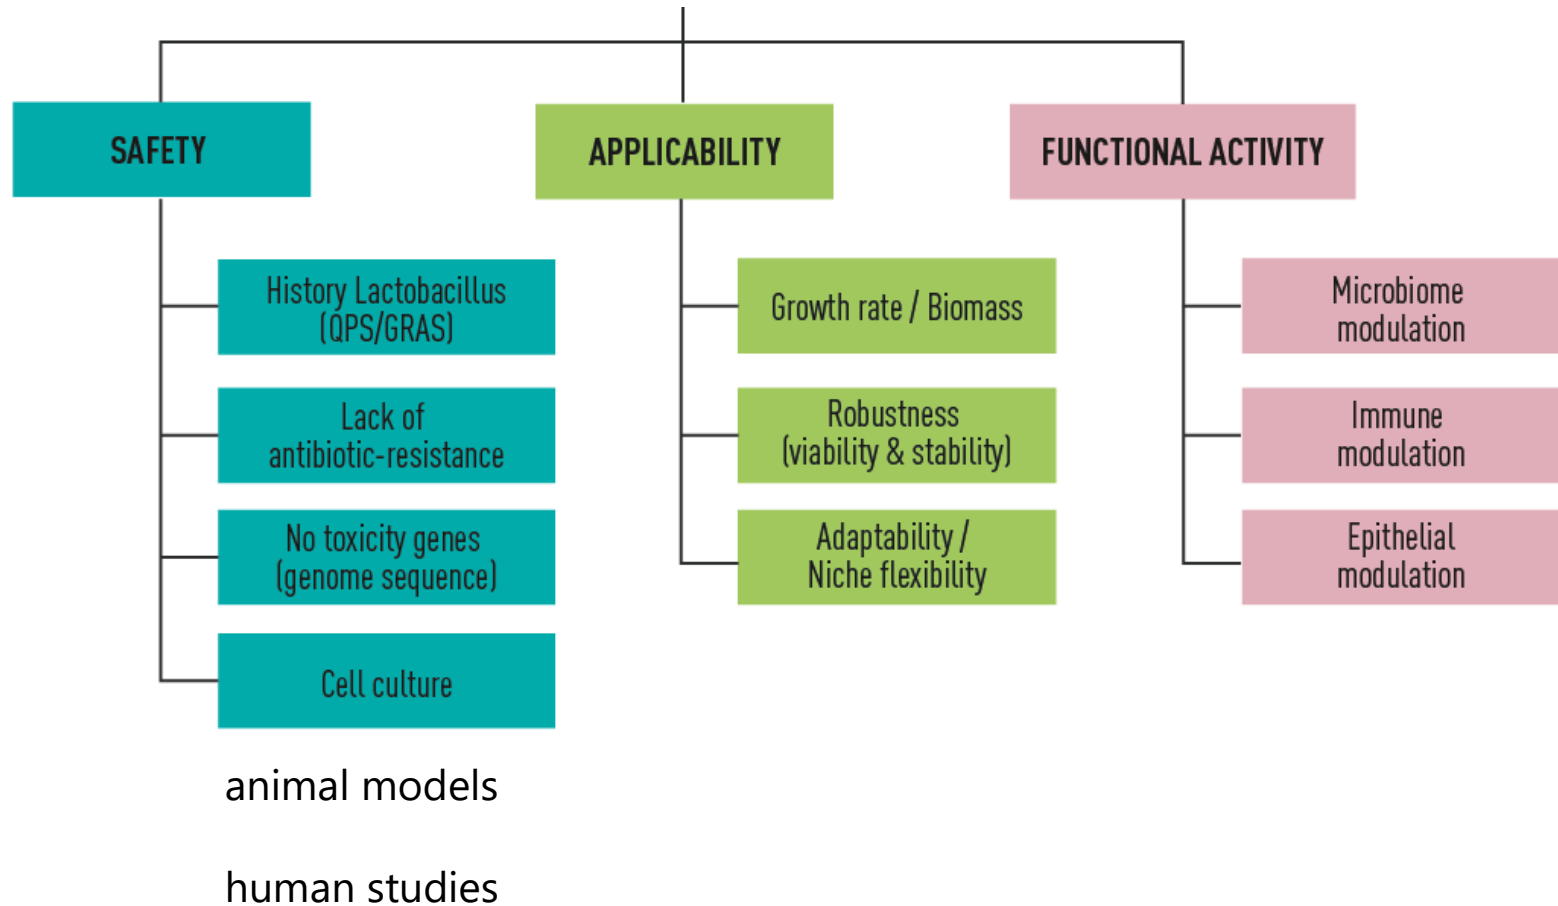 SAFETY
History Lactobacillus
(QPS/GRAS)
Lack of
antibiotic-resistance
No toxicity genes
(genome sequence)
Cell culture
animal models
human studies
APPLICABILITY
Growth rate / Biomass
Robustness
(viability & stability)
Adaptability /
Niche flexibility
FUNCTIONAL ACTIVITY
Microbiome
modulation
Immune
modulation
Epithelial
modulation